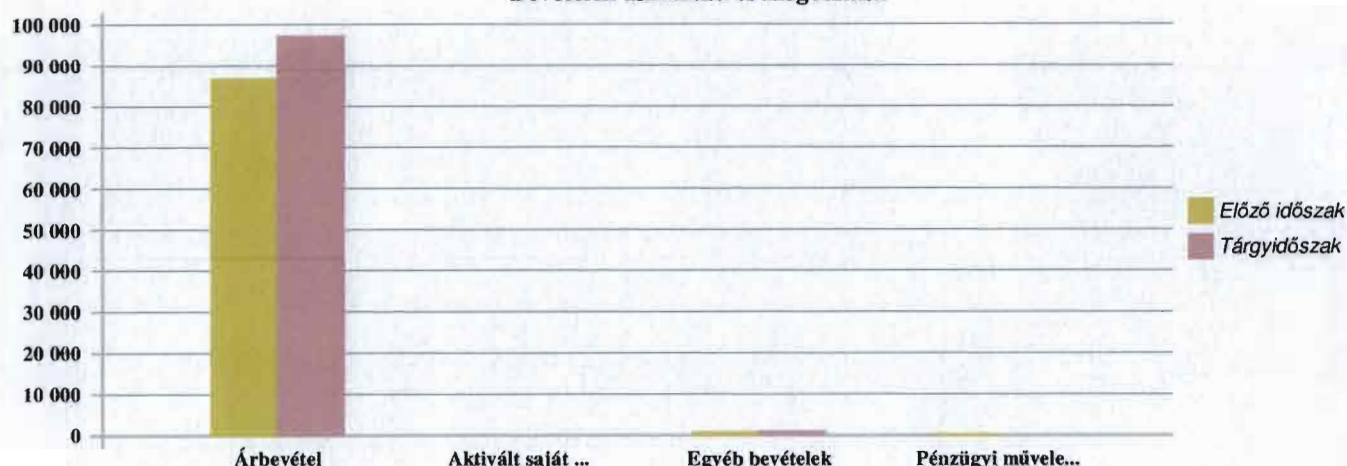 100 000
90 000
80 000
70 000
60 000
50 000
40 000
30 000
20 000
10 000
0
Árbevétel
Aktivált saját ...
Egyéb bevételek
Pénzügyi művele...
Előző időszak
Tárgyidőszak